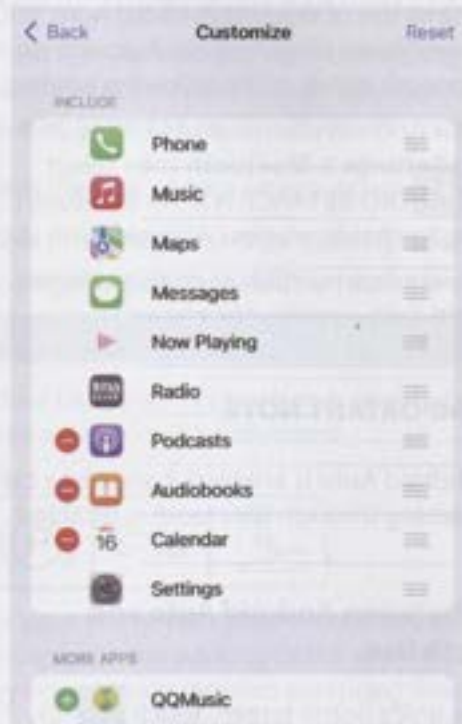 Back Customize Reset
INCLUDE
Phone
Music
Maps
Messages
Now Playing
Radio
Podcasts
Audiobooks
16 Calendar
Settings
MORE APPS
QQMusic